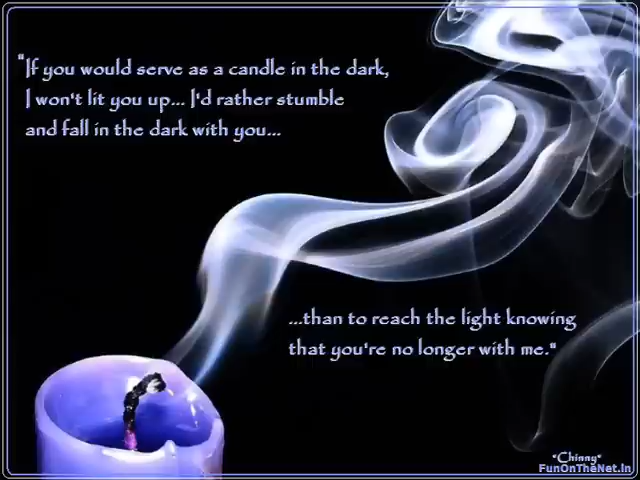 "If you would serve as a candle in the dark,
I won't lit you up... I'd rather stumble
and fall in the dark with you...
...than to reach the light knowing
that you're no longer with me."
"Chinny"
FunOnTheNet.In